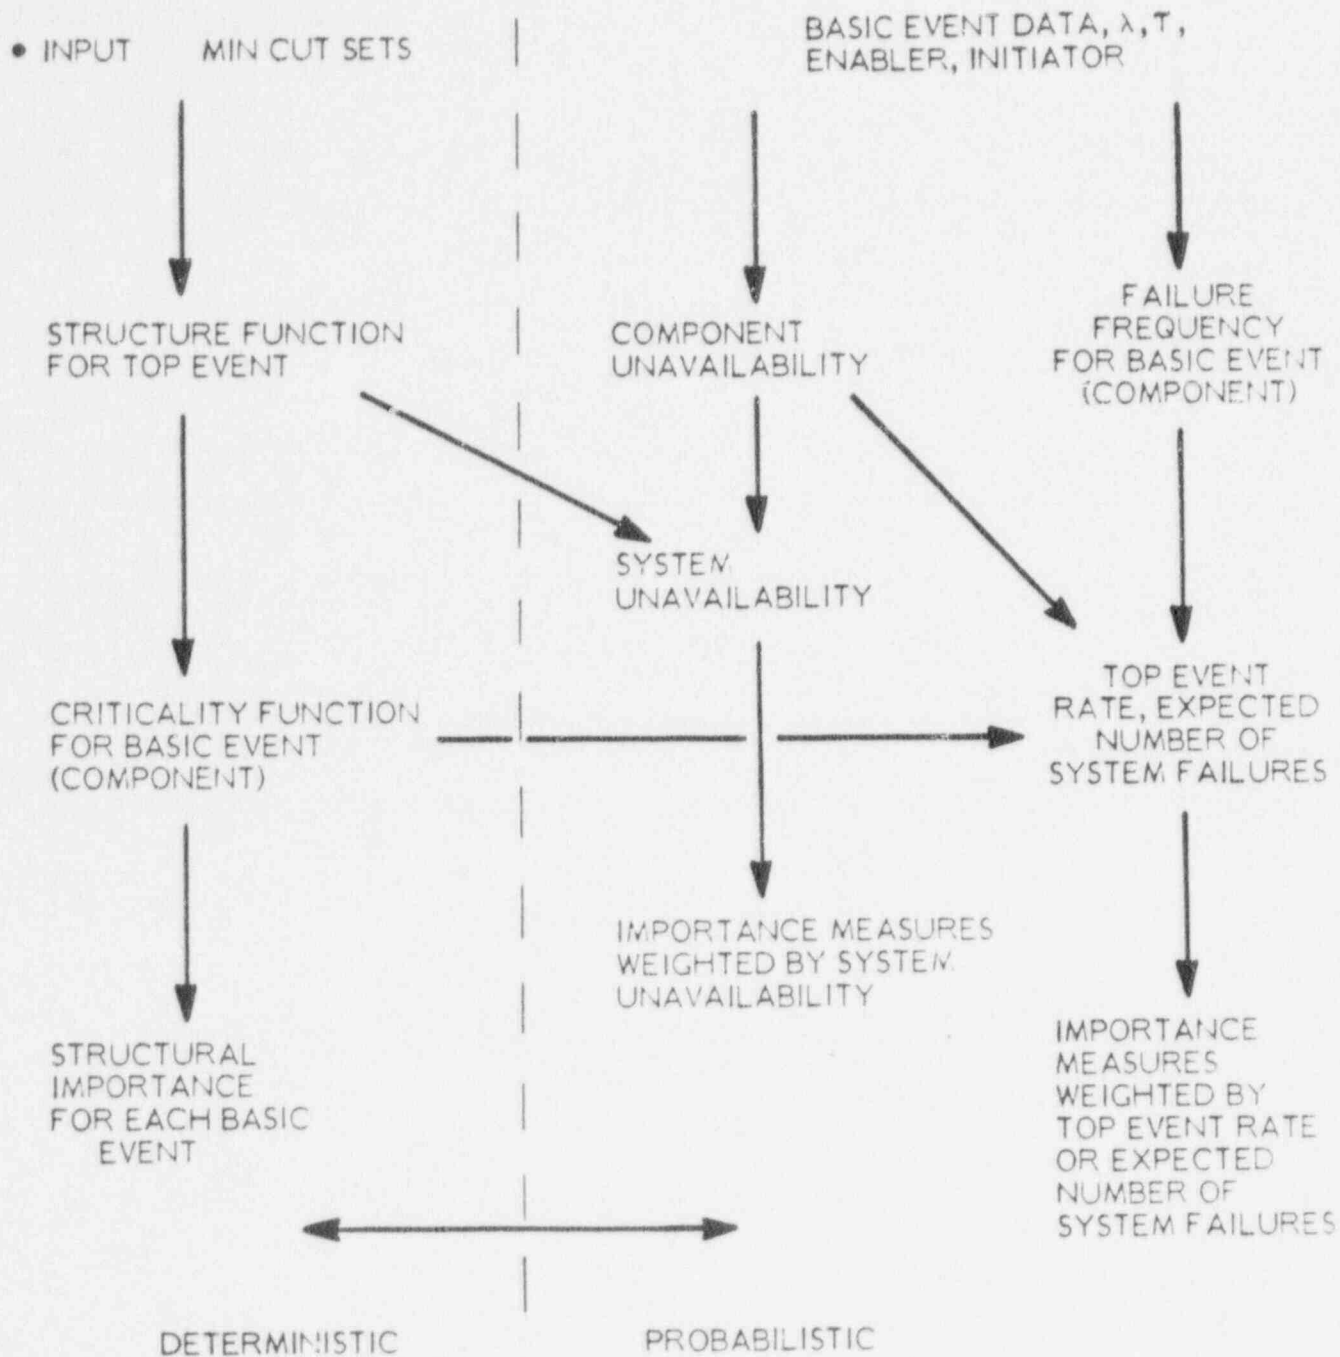 • INPUT MIN CUT SETS
BASIC EVENT DATA, λ, T,
ENABLER, INITIATOR
STRUCTURE FUNCTION
FOR TOP EVENT
COMPONENT
UNAVAILABILITY
FAILURE
FREQUENCY
FOR BASIC EVENT
(COMPONENT)
SYSTEM
UNAVAILABILITY
CRITICALITY FUNCTION
FOR BASIC EVENT
(COMPONENT)
TOP EVENT
RATE, EXPECTED
NUMBER OF
SYSTEM FAILURES
IMPORTANCE MEASURES
WEIGHTED BY SYSTEM
UNAVAILABILITY
STRUCTURAL
IMPORTANCE
FOR EACH BASIC
EVENT
IMPORTANCE
MEASURES
WEIGHTED BY
TOP EVENT RATE
OR EXPECTED
NUMBER OF
SYSTEM FAILURES
DETERMINISTIC
PROBABILISTIC